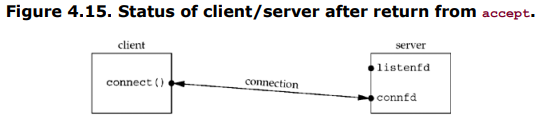 Figure 4.15. Status of client/server after return from accept.
client
server
listenfd
connect()
connection
connfd